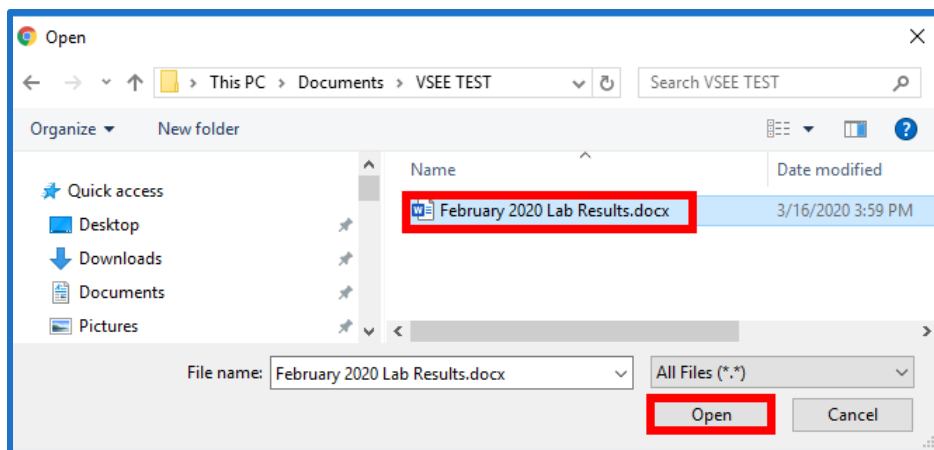 Open
This PC > Documents > VSEE TEST
Search VSEE TEST
Organize
New folder
?
Name
Date modified
Quick access
February 2020 Lab Results.docx
3/16/2020 3:59 PM
Desktop
Downloads
Documents
Pictures
File name:
February 2020 Lab Results.docx
All Files (*.*)
Open
Cancel